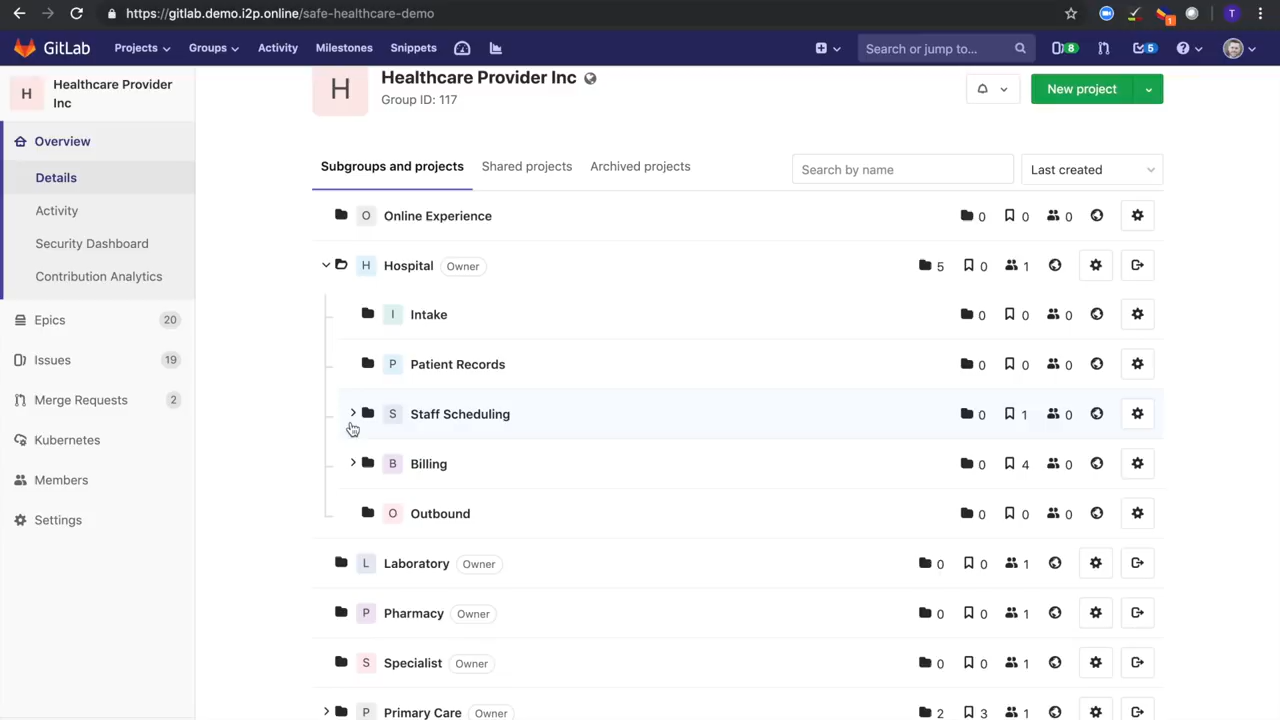 https://gitlab.demo.i2p.online/safe-healthcare-demo T
GitLab Projects Groups Activity Milestones Snippets Search or jump to... 8 5
H Healthcare Provider Inc
Overview
Details
Activity
Security Dashboard
Contribution Analytics
Epics 20
Issues 19
Merge Requests 2
Kubernetes
Members
Settings
H Healthcare Provider Inc
Group ID: 117
New project
Subgroups and projects Shared projects Archived projects Search by name Last created
O Online Experience 0 0 0
H Hospital Owner 5 0 1
I Intake 0 0 0
P Patient Records 0 0 0
S Staff Scheduling 0 1 0
B Billing 0 4 0
O Outbound 0 0 0
L Laboratory Owner 0 0 1
P Pharmacy Owner 0 0 1
S Specialist Owner 0 0 1
P Primary Care Owner 2 3 1